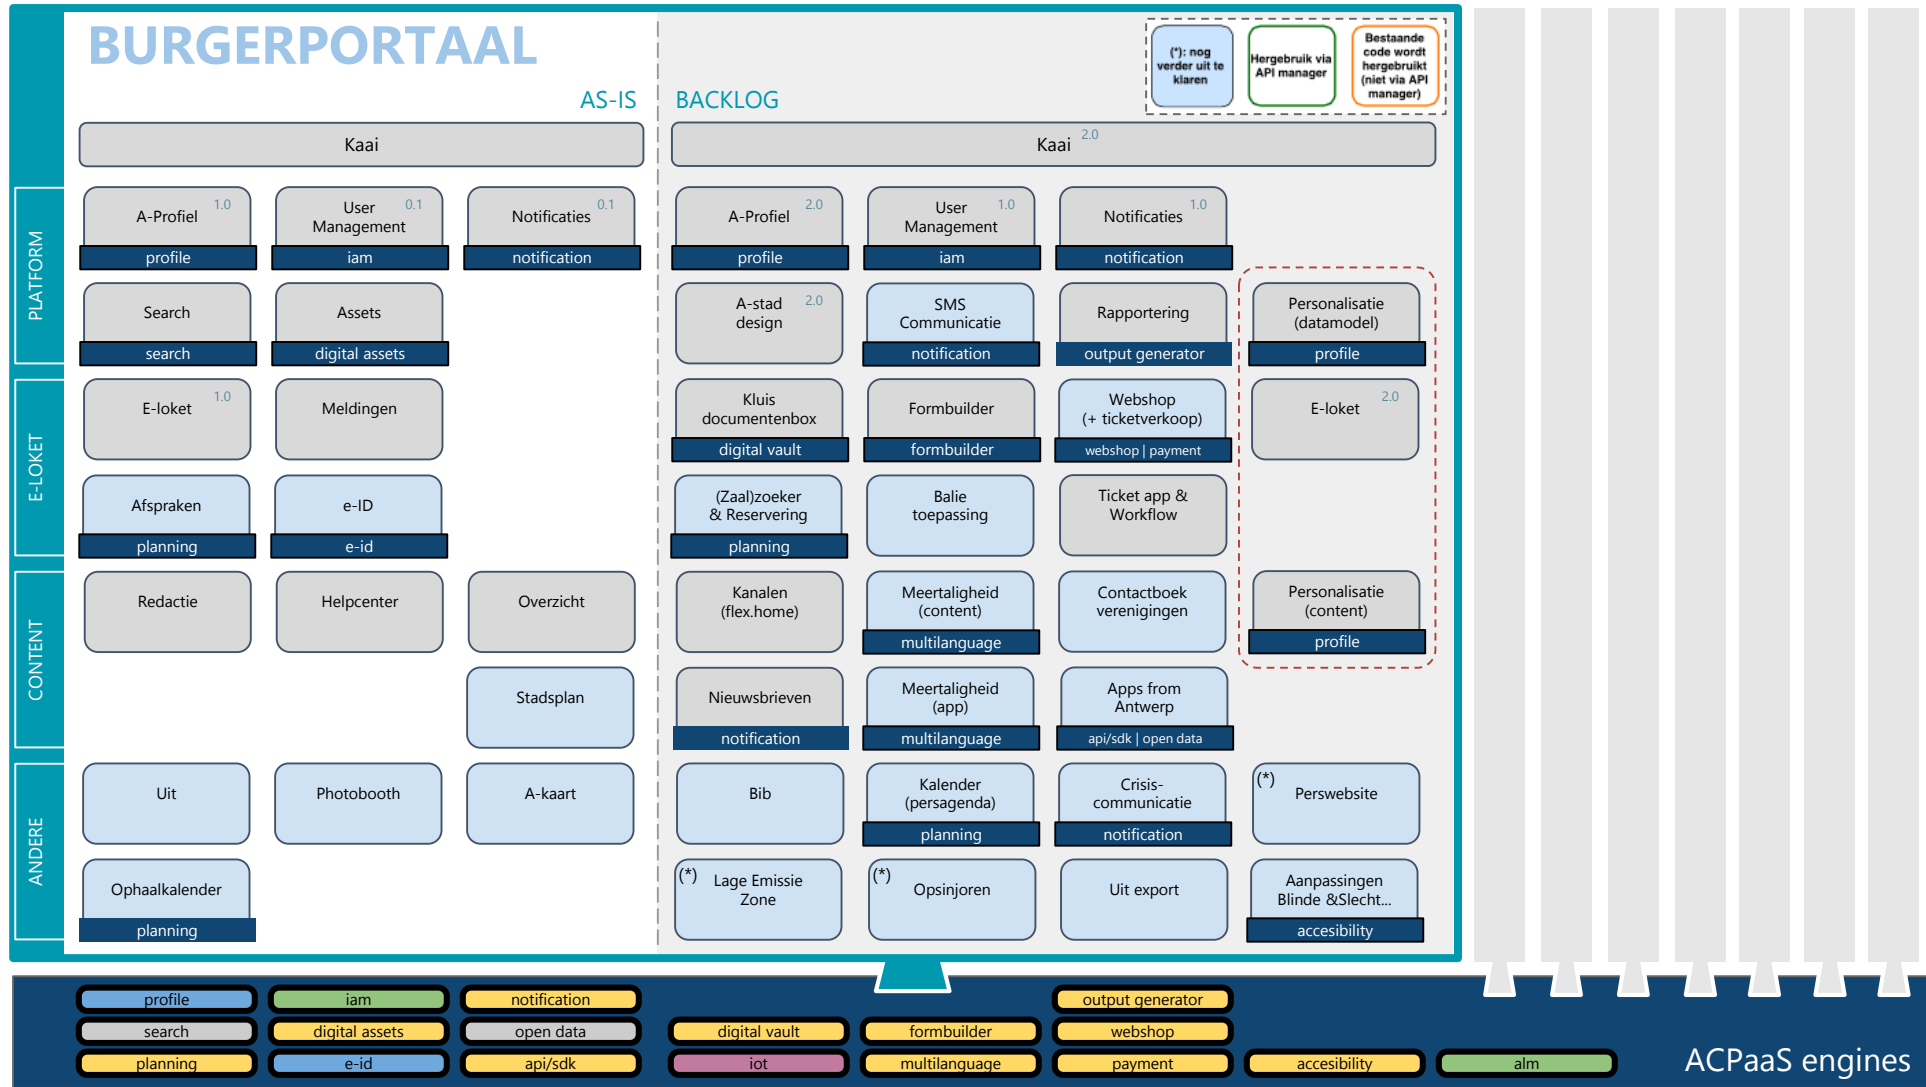 BURGERPORTAAL
(*): nog
verder uit te
klaren
Hergebruik via
API manager
Bestaande
code wordt
hergebruikt
(niet via API
manager)
AS-IS
BACKLOG
Kaai
Kaai 2.0
PLATFORM
A-Profiel 1.0
profile
User 0.1
Management
iam
Notificaties 0.1
notification
A-Profiel 2.0
profile
User 1.0
Management
iam
Notificaties 1.0
notification
Search
search
Assets
digital assets
A-stad 2.0
design
SMS
Communicatie
notification
Rapportering
output generator
Personalisatie
(datamodel)
profile
E-LOKET
E-loket 1.0
Meldingen
Kluis
documentenbox
digital vault
Formbuilder
formbuilder
Webshop
(+ ticketverkoop)
webshop | payment
E-loket 2.0
Afspraken
planning
e-ID
e-id
(Zaal)zoeker
& Reservering
planning
Balie
toepassing
Ticket app &
Workflow
CONTENT
Redactie
Helpcenter
Overzicht
Kanalen
(flex.home)
Meertaligheid
(content)
multilanguage
Contactboek
verenigingen
Personalisatie
(content)
profile
Stadsplan
Nieuwsbrieven
notification
Meertaligheid
(app)
multilanguage
Apps from
Antwerp
api/sdk | open data
ANDERE
Uit
Photobooth
A-kaart
Bib
Kalender
(persagenda)
planning
Crisis-
communicatie
notification
(*)
Perswebsite
Ophaalkalender
planning
(*) Lage Emissie
Zone
(*)
Opsinjoren
Uit export
Aanpassingen
Blinde &Slecht...
accesibility
profile
iam
notification
output generator
search
digital assets
open data
digital vault
formbuilder
webshop
planning
e-id
api/sdk
iot
multilanguage
payment
accesibility
alm
ACPaaS engines